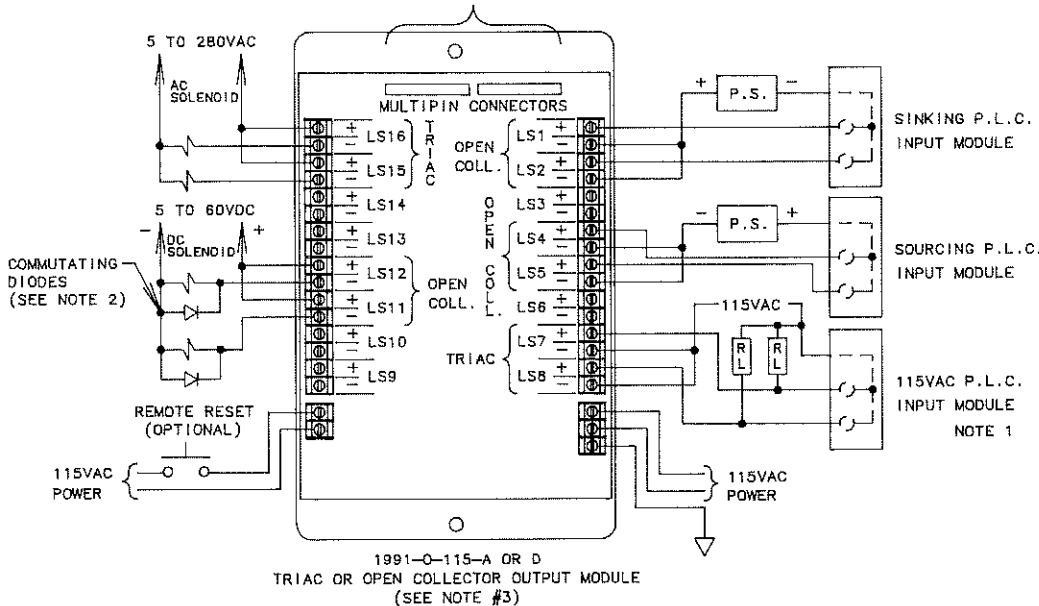 5 TO 280VAC
AC
SOLENOID
MULTIPIN CONNECTORS
+
−
LS16
+
−
LS15
TRIAC
+
−
LS14
+
−
LS13
+
−
LS12
+
−
LS11
OPEN
COLL.
+
−
LS10
+
−
LS9
OPEN
COLL.
LS1
+
−
LS2
+
−
OPEN COLL.
LS3
+
−
LS4
+
−
LS5
+
−
LS6
+
−
TRIAC
LS7
+
−
LS8
+
−
5 TO 60VDC
−
+
DC
SOLENOID
COMMUTATING
DIODES
(SEE NOTE 2)
REMOTE RESET
(OPTIONAL)
115VAC
POWER
+
P.S.
−
SINKING P.L.C.
INPUT MODULE
−
P.S.
+
SOURCING P.L.C.
INPUT MODULE
115VAC
RL
RL
115VAC P.L.C.
INPUT MODULE
NOTE 1
115VAC
POWER
1991-O-115-A OR D
TRIAC OR OPEN COLLECTOR OUTPUT MODULE
(SEE NOTE #3)